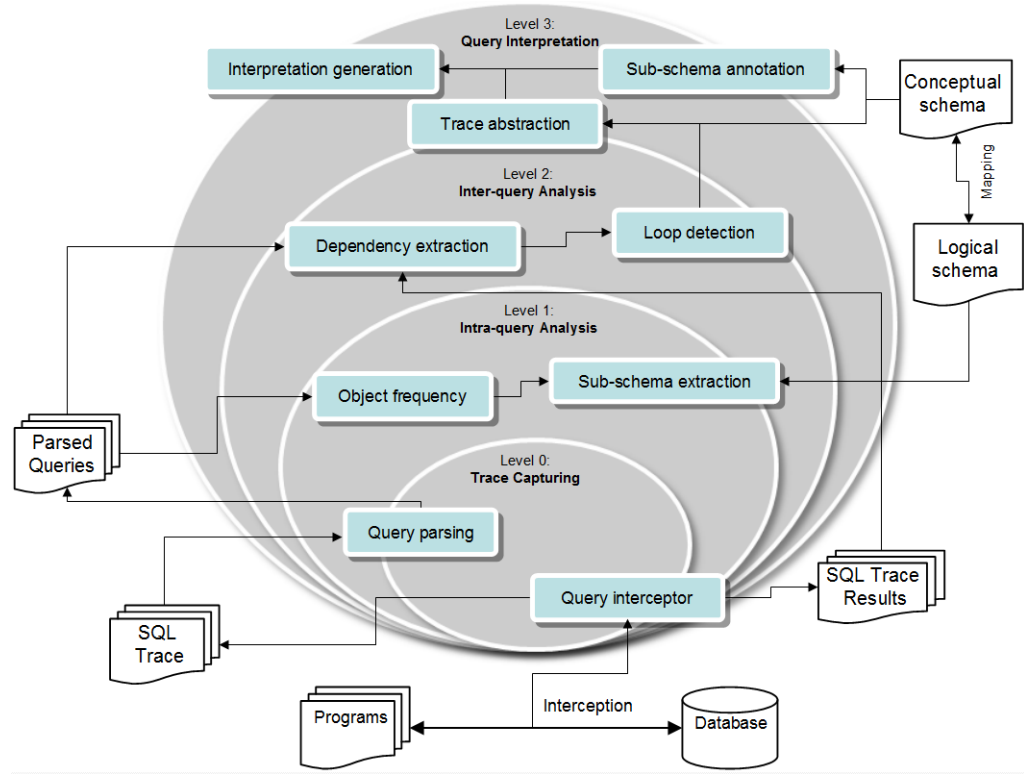 Level 3:
Query Interpretation
Interpretation generation
Sub-schema annotation
Conceptual
schema
Trace abstraction
Mapping
Level 2:
Inter-query Analysis
Dependency extraction
Loop detection
Logical
schema
Level 1:
Intra-query Analysis
Object frequency
Sub-schema extraction
Parsed
Queries
Level 0:
Trace Capturing
Query parsing
Query interceptor
SQL Trace
Results
SQL
Trace
Interception
Programs
Database